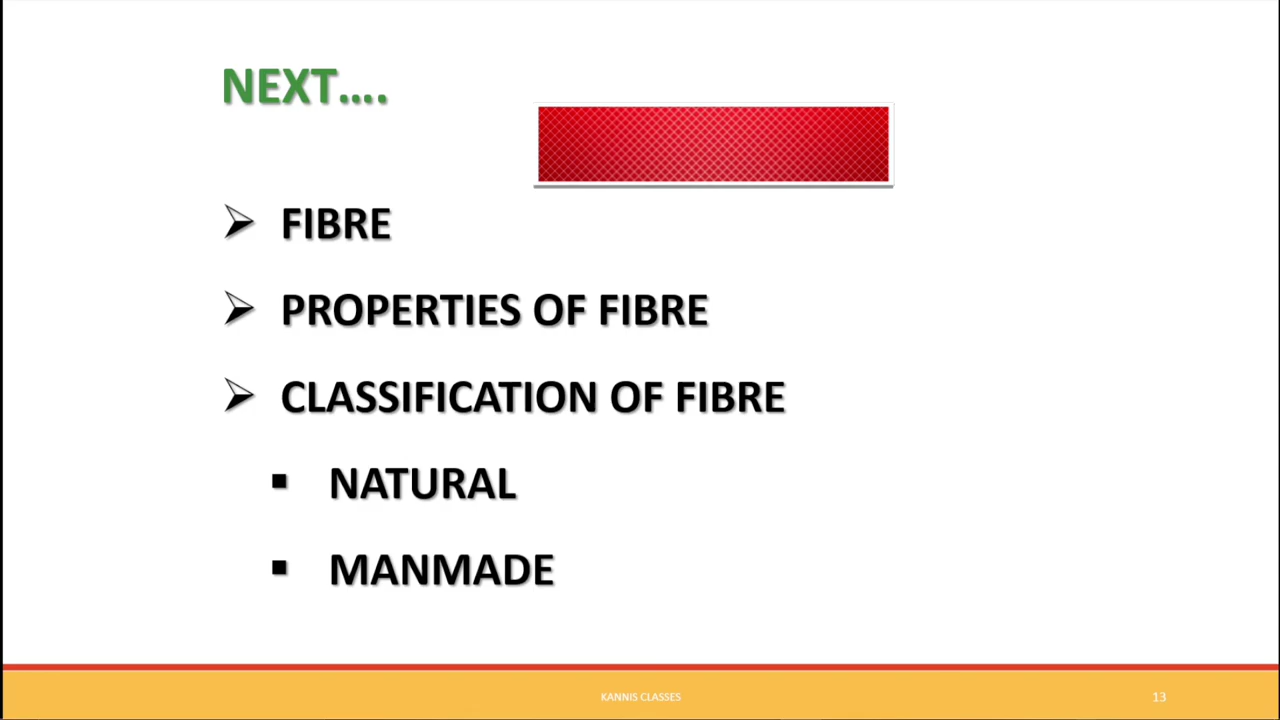 NEXT....
FIBRE
PROPERTIES OF FIBRE
CLASSIFICATION OF FIBRE
NATURAL
MANMADE
KANNIS CLASSES
13